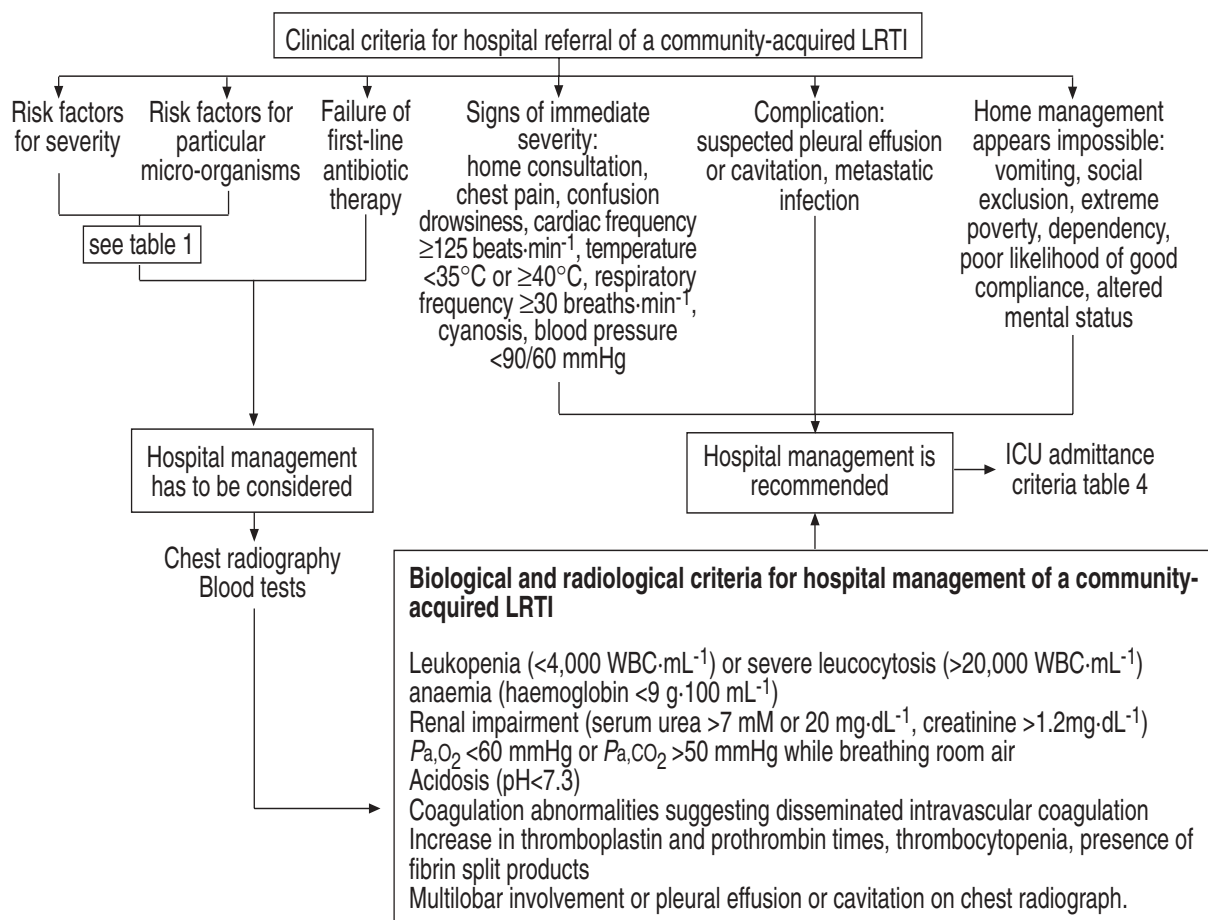 Clinical criteria for hospital referral of a community-acquired LRTI
Risk factors
for severity
Risk factors for
particular
micro-organisms
Failure of
first-line
antibiotic
therapy
Signs of immediate
severity:
home consultation,
chest pain, confusion
drowsiness, cardiac frequency
≥125 beats·min⁻¹, temperature
<35°C or ≥40°C, respiratory
frequency ≥30 breaths·min⁻¹,
cyanosis, blood pressure
<90/60 mmHg
Complication:
suspected pleural effusion
or cavitation, metastatic
infection
Home management
appears impossible:
vomiting, social
exclusion, extreme
poverty, dependency,
poor likelihood of good
compliance, altered
mental status
see table 1
Hospital management
has to be considered
Hospital management is
recommended
ICU admittance
criteria table 4
Chest radiography
Blood tests
Biological and radiological criteria for hospital management of a community-
acquired LRTI
Leukopenia (<4,000 WBC·mL⁻¹) or severe leucocytosis (>20,000 WBC·mL⁻¹)
anaemia (haemoglobin <9 g·100 mL⁻¹)
Renal impairment (serum urea >7 mM or 20 mg·dL⁻¹, creatinine >1.2mg·dL⁻¹)
Pa,O₂ <60 mmHg or Pa,CO₂ >50 mmHg while breathing room air
Acidosis (pH<7.3)
Coagulation abnormalities suggesting disseminated intravascular coagulation
Increase in thromboplastin and prothrombin times, thrombocytopenia, presence of
fibrin split products
Multilobar involvement or pleural effusion or cavitation on chest radiograph.